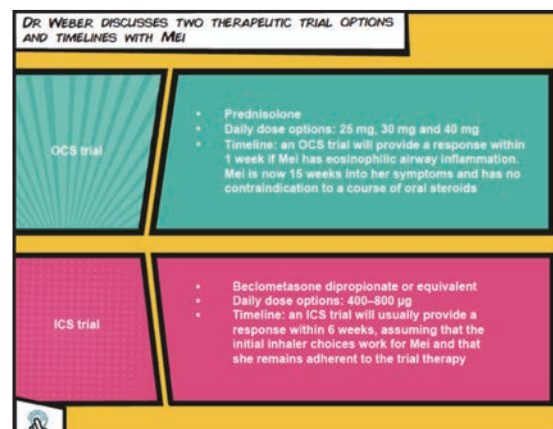 DR WEBER DISCUSSES TWO THERAPEUTIC TRIAL OPTIONS
AND TIMELINES WITH MEI
OCS trial
• Prednisolone
• Daily dose options: 25 mg, 30 mg and 40 mg
• Timeline: an OCS trial will provide a response within
1 week if Mei has eosinophilic airway inflammation.
Mei is now 15 weeks into her symptoms and has no
contraindication to a course of oral steroids
ICS trial
• Beclometasone dipropionate or equivalent
• Daily dose options: 400–800 µg
• Timeline: an ICS trial will usually provide a
response within 6 weeks, assuming that the
initial inhaler choices work for Mei and that
she remains adherent to the trial therapy